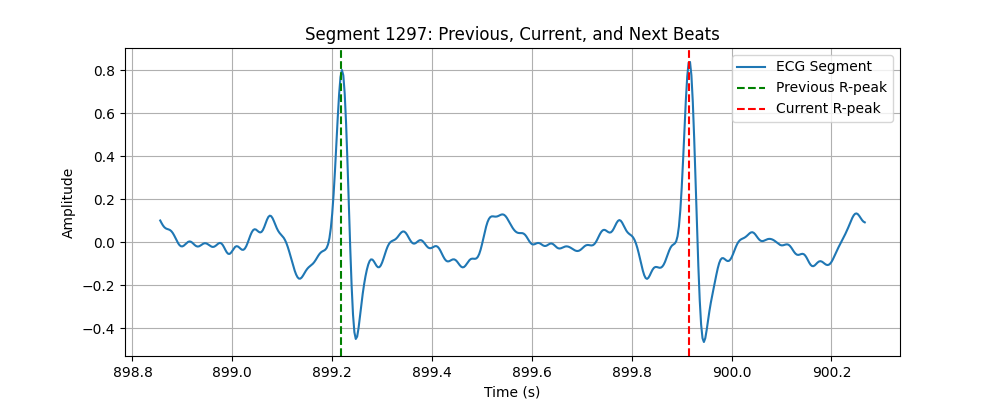 Segment 1297: Previous, Current, and Next Beats
ECG Segment
Previous R-peak
Current R-peak
Amplitude
0.8
0.6
0.4
0.2
0.0
−0.2
−0.4
898.8 899.0 899.2 899.4 899.6 899.8 900.0 900.2
Time (s)